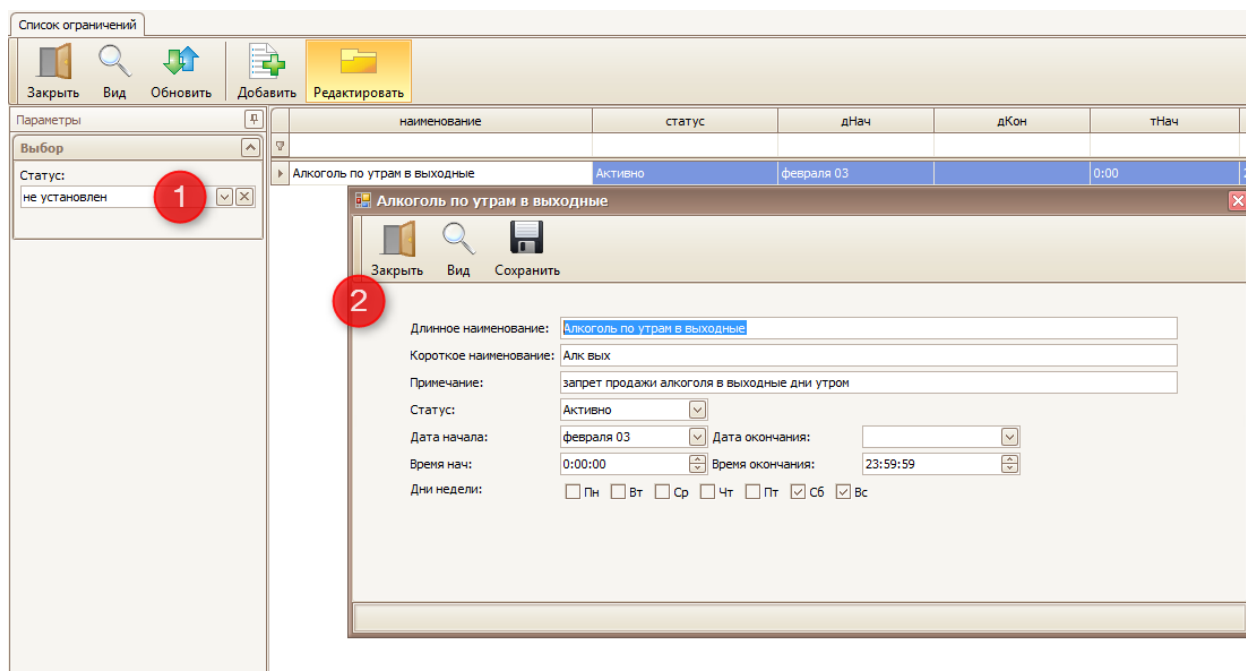 Список ограничений
Закрыть Вид Обновить Добавить Редактировать
Параметры
наименование статус дНач дКон тНач
Выбор
Статус:
Алкоголь по утрам в выходные Активно февраля 03 0:00
не установлен 1
Алкоголь по утрам в выходные
Закрыть Вид Сохранить
2
Длинное наименование: Алкоголь по утрам в выходные
Короткое наименование: Алк вых
Примечание: запрет продажи алкоголя в выходные дни утром
Статус: Активно
Дата начала: февраля 03 Дата окончания:
Время нач: 0:00:00 Время окончания: 23:59:59
Дни недели: Пн Вт Ср Чт Пт Сб Вс